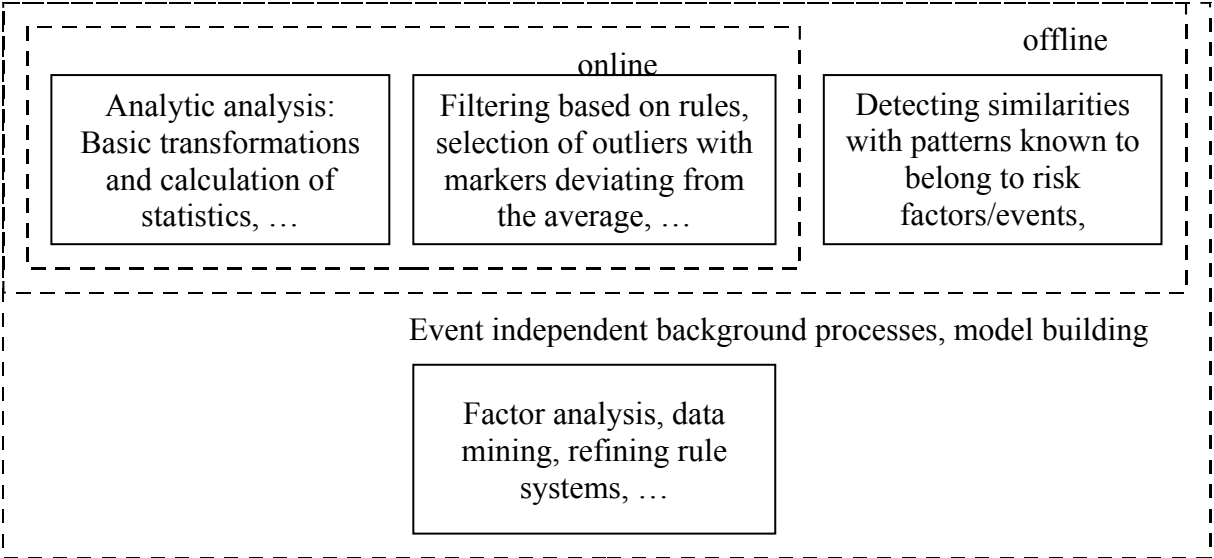 offline
online
Analytic analysis:
Basic transformations
and calculation of
statistics, …
Filtering based on rules,
selection of outliers with
markers deviating from
the average, …
Detecting similarities
with patterns known to
belong to risk
factors/events,
Event independent background processes, model building
Factor analysis, data
mining, refining rule
systems, …